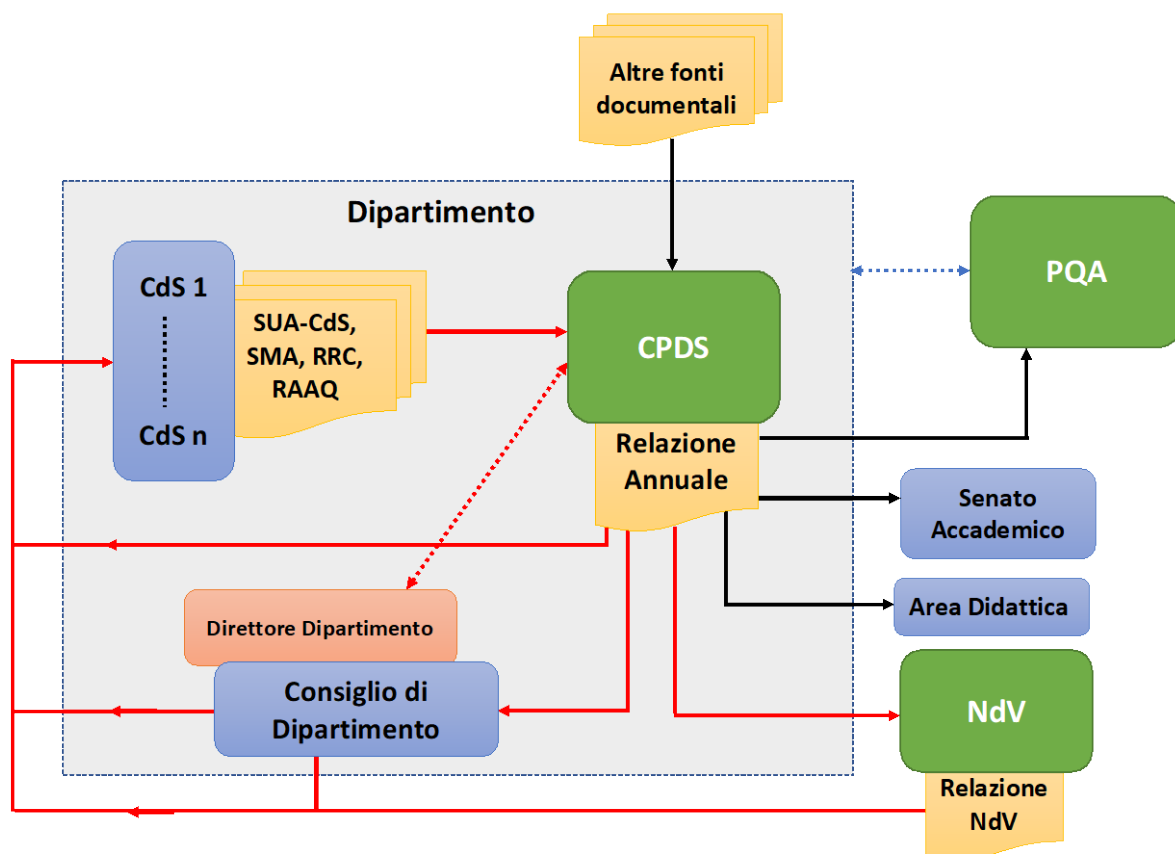 Altre fonti
documentali
Dipartimento
PQA
CdS 1
CdS n
SUA-CdS,
SMA, RRC,
RAAQ
CPDS
Relazione
Annuale
Senato
Accademico
Area Didattica
Direttore Dipartimento
Consiglio di
Dipartimento
NdV
Relazione
NdV